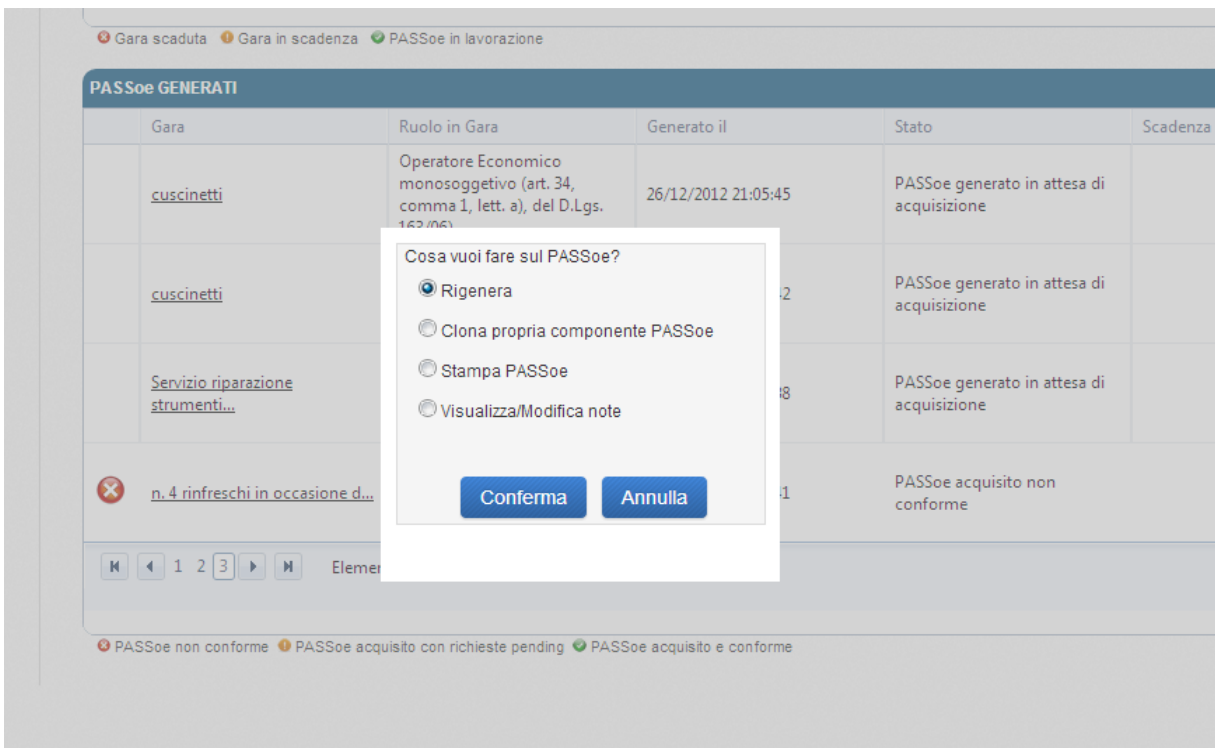 Gara scaduta Gara in scadenza PASSoe in lavorazione
PASSoe GENERATI
Gara Ruolo in Gara Generato il Stato Scadenza
cuscinetti
Operatore Economico
monosoggetivo (art. 34,
comma 1, lett. a), del D.Lgs.
163/06)
26/12/2012 21:05:45
PASSoe generato in attesa di
acquisizione
cuscinetti
PASSoe generato in attesa di
acquisizione
Servizio riparazione
strumenti...
PASSoe generato in attesa di
acquisizione
n. 4 rinfreschi in occasione d...
PASSoe acquisito non
conforme
Cosa vuoi fare sul PASSoe?
Rigenera
Clona propria componente PASSoe
Stampa PASSoe
Visualizza/Modifica note
Conferma Annulla
1 2 3
PASSoe non conforme PASSoe acquisito con richieste pending PASSoe acquisito e conforme